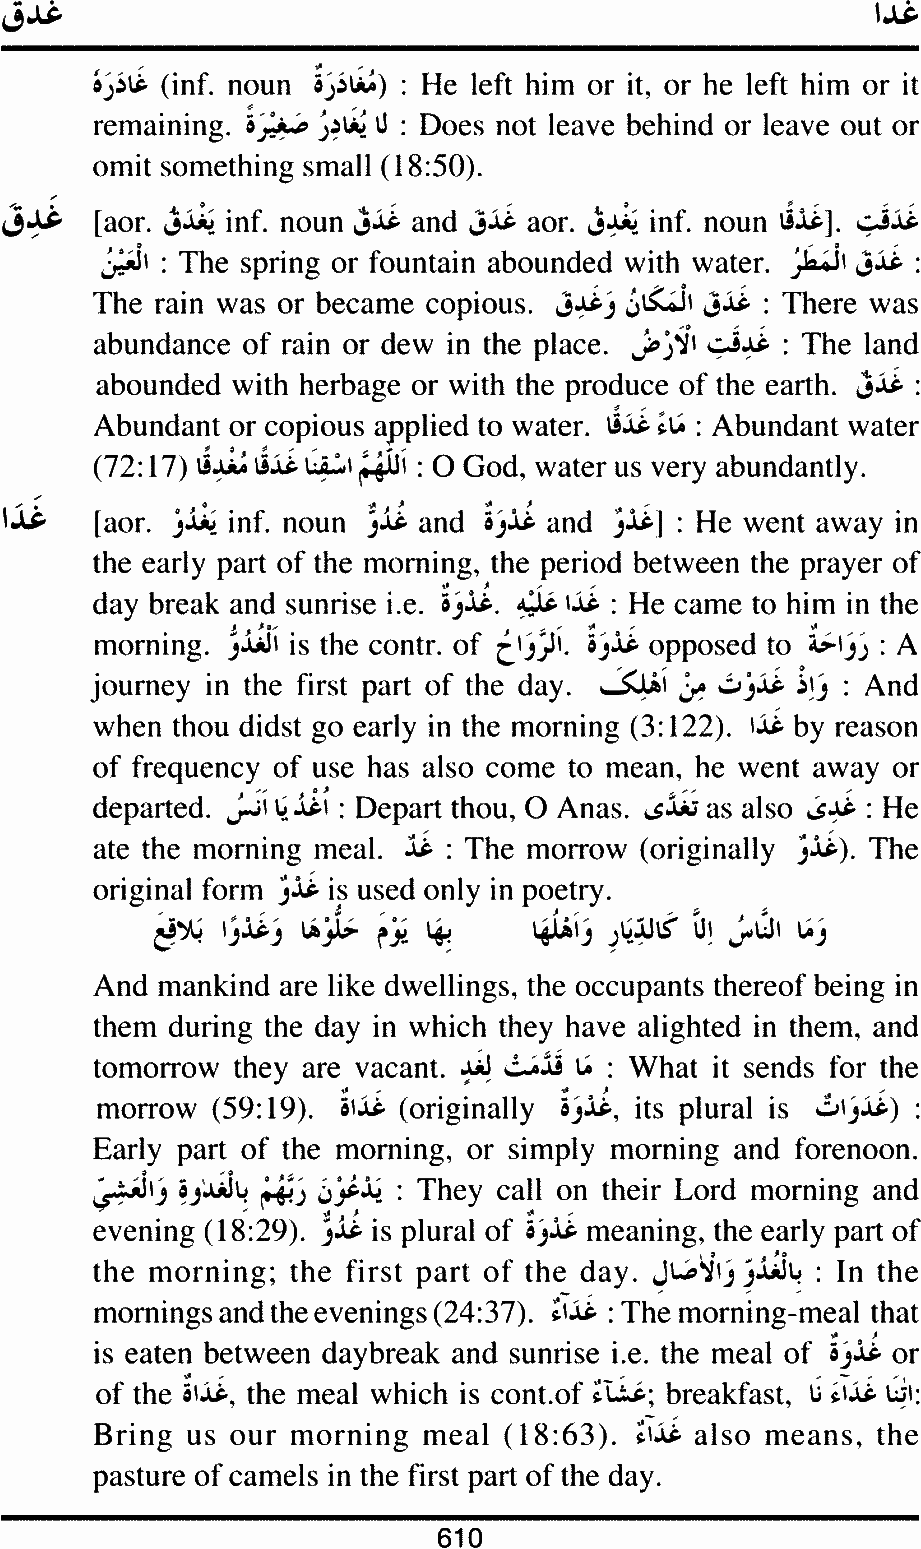 غدق غدا
غَادَرَهُ (inf. noun مُغَادَرَةٌ) : He left him or it, or he left him or it
remaining. لَا يُغَادِرُ صَغِيْرَةً : Does not leave behind or leave out or
omit something small (18:50).
غَدِقَ [aor. يَغْدَقُ inf. noun غَدَقٌ and غَدَقَ aor. يَغْدِقُ inf. noun غَدْقًا]. غَدَقَتِ
الْعَيْنُ : The spring or fountain abounded with water. غَدَقَ الْمَطَرُ :
The rain was or became copious. غَدَقَ الْمَكَانُ وَغَدِقَ : There was
abundance of rain or dew in the place. غَدِقَتِ الْاَرْضُ : The land
abounded with herbage or with the produce of the earth. غَدَقٌ :
Abundant or copious applied to water. مَاءً غَدَقًا : Abundant water
(72:17) اَللّٰهُمَّ اسْقِنَا غَدَقًا مُغْدِقًا : O God, water us very abundantly.
غَدَا [aor. يَغْدُوْ inf. noun غُدُوٌّ and غُدْوَةٌ and غَدْوٌ] : He went away in
the early part of the morning, the period between the prayer of
day break and sunrise i.e. غُدْوَةٌ. غَدَا عَلَيْهِ : He came to him in the
morning. اَلْغُدُوُّ is the contr. of اَلرَّوَاحُ. غَدْوَةٌ opposed to رَوَاحَةٌ : A
journey in the first part of the day. وَاِذْ غَدَوْتَ مِنْ اَهْلِكَ : And
when thou didst go early in the morning (3:122). غَدَا by reason
of frequency of use has also come to mean, he went away or
departed. اُغْدُ يَا اَنَسُ : Depart thou, O Anas. تَغَدَّى as also غَدِىَ : He
ate the morning meal. غَدٌ : The morrow (originally غَدْوٌ). The
original form غَدْوٌ is used only in poetry.
وَمَا النَّاسُ اِلَّا كَالدِّيَارِ وَاَهْلُهَا بِهَا يَوْمَ حَلُّوْهَا وَغَدْوًا بَلَاقِعُ
And mankind are like dwellings, the occupants thereof being in
them during the day in which they have alighted in them, and
tomorrow they are vacant. مَا قَدَّمَتْ لِغَدٍ : What it sends for the
morrow (59:19). غَدَاةٌ (originally غَدَوَةٌ, its plural is غَدَوَاتٌ) :
Early part of the morning, or simply morning and forenoon.
يَدْعُوْنَ رَبَّهُمْ بِالْغَدٰوةِ وَالْعَشِيِّ : They call on their Lord morning and
evening (18:29). غُدُوٌّ is plural of غَدْوَةٌ meaning, the early part of
the morning; the first part of the day. بِالْغُدُوِّ وَالْاٰصَالِ : In the
mornings and the evenings (24:37). غَدَآءٌ : The morning-meal that
is eaten between daybreak and sunrise i.e. the meal of غُدْوَةٌ or
of the غَدَاةٌ, the meal which is cont.of عَشَآءٌ; breakfast, اٰتِنَا غَدَآءَ نَا:
Bring us our morning meal (18:63). غَدَآءٌ also means, the
pasture of camels in the first part of the day.
610